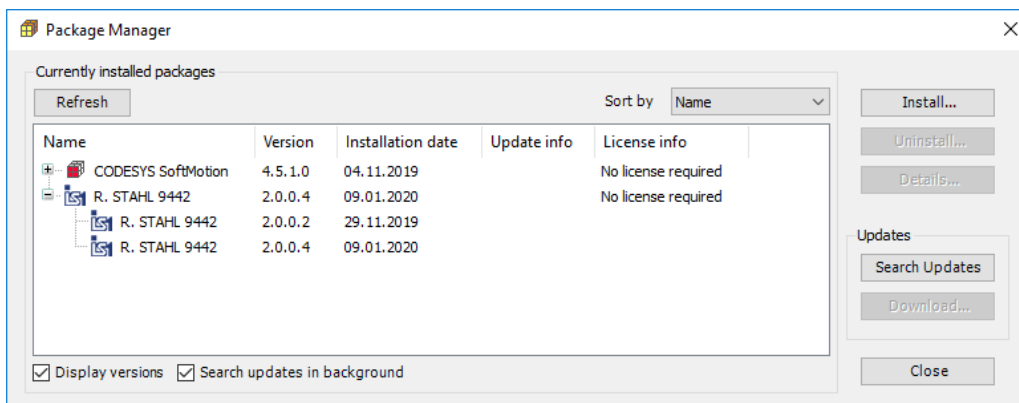 Package Manager
Currently installed packages
Refresh
Sort by Name
Name Version Installation date Update info License info
CODESYS SoftMotion 4.5.1.0 04.11.2019 No license required
R. STAHL 9442 2.0.0.4 09.01.2020 No license required
R. STAHL 9442 2.0.0.2 29.11.2019
R. STAHL 9442 2.0.0.4 09.01.2020
Display versions Search updates in background
Install...
Uninstall...
Details...
Updates
Search Updates
Download...
Close